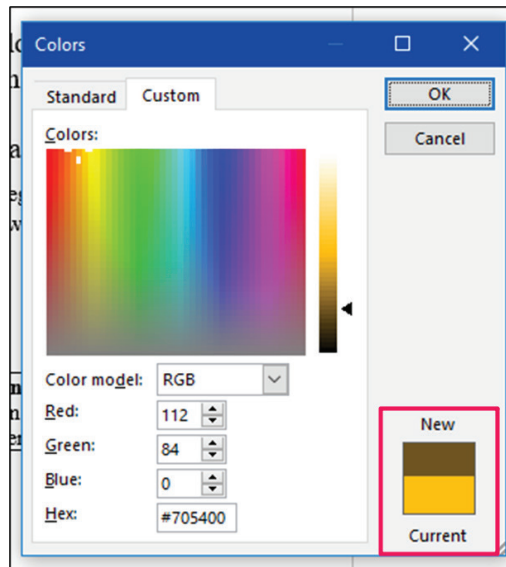 Colors
Standard Custom
OK
Cancel
Colors:
Color model: RGB
Red: 112
Green: 84
Blue: 0
Hex: #705400
New
Current